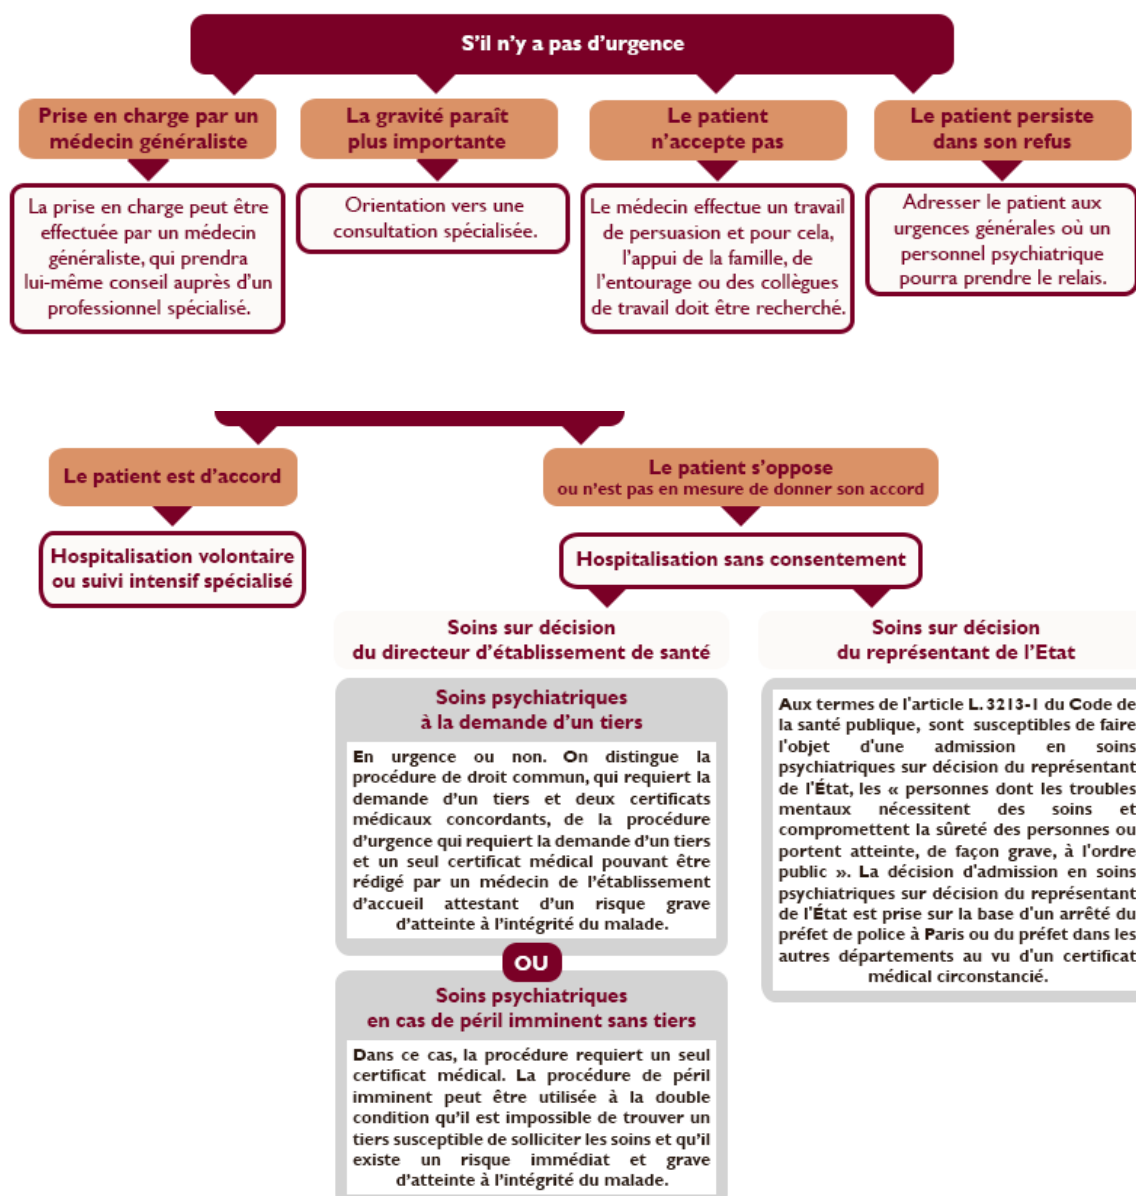 S'il n'y a pas d'urgence
Prise en charge par un
médecin généraliste
La prise en charge peut être
effectuée par un médecin
généraliste, qui prendra
lui-même conseil auprès d'un
professionnel spécialisé.
La gravité paraît
plus importante
Orientation vers une
consultation spécialisée.
Le patient
n'accepte pas
Le médecin effectue un travail
de persuasion et pour cela,
l'appui de la famille, de
l'entourage ou des collègues
de travail doit être recherché.
Le patient persiste
dans son refus
Adresser le patient aux
urgences générales où un
personnel psychiatrique
pourra prendre le relais.
Le patient est d'accord
Hospitalisation volontaire
ou suivi intensif spécialisé
Le patient s'oppose
ou n'est pas en mesure de donner son accord
Hospitalisation sans consentement
Soins sur décision
du directeur d'établissement de santé
Soins psychiatriques
à la demande d'un tiers
En urgence ou non. On distingue la
procédure de droit commun, qui requiert la
demande d'un tiers et deux certificats
médicaux concordants, de la procédure
d'urgence qui requiert la demande d'un tiers
et un seul certificat médical pouvant être
rédigé par un médecin de l'établissement
d'accueil attestant d'un risque grave
d'atteinte à l'intégrité du malade.
OU
Soins psychiatriques
en cas de péril imminent sans tiers
Dans ce cas, la procédure requiert un seul
certificat médical. La procédure de péril
imminent peut être utilisée à la double
condition qu'il est impossible de trouver un
tiers susceptible de solliciter les soins et qu'il
existe un risque immédiat et grave
d'atteinte à l'intégrité du malade.
Soins sur décision
du représentant de l'Etat
Aux termes de l'article L. 3213-1 du Code de
la santé publique, sont susceptibles de faire
l'objet d'une admission en soins
psychiatriques sur décision du représentant
de l'État, les « personnes dont les troubles
mentaux nécessitent des soins et
compromettent la sûreté des personnes ou
portent atteinte, de façon grave, à l'ordre
public ». La décision d'admission en soins
psychiatriques sur décision du représentant
de l'État est prise sur la base d'un arrêté du
préfet de police à Paris ou du préfet dans les
autres départements au vu d'un certificat
médical circonstancié.